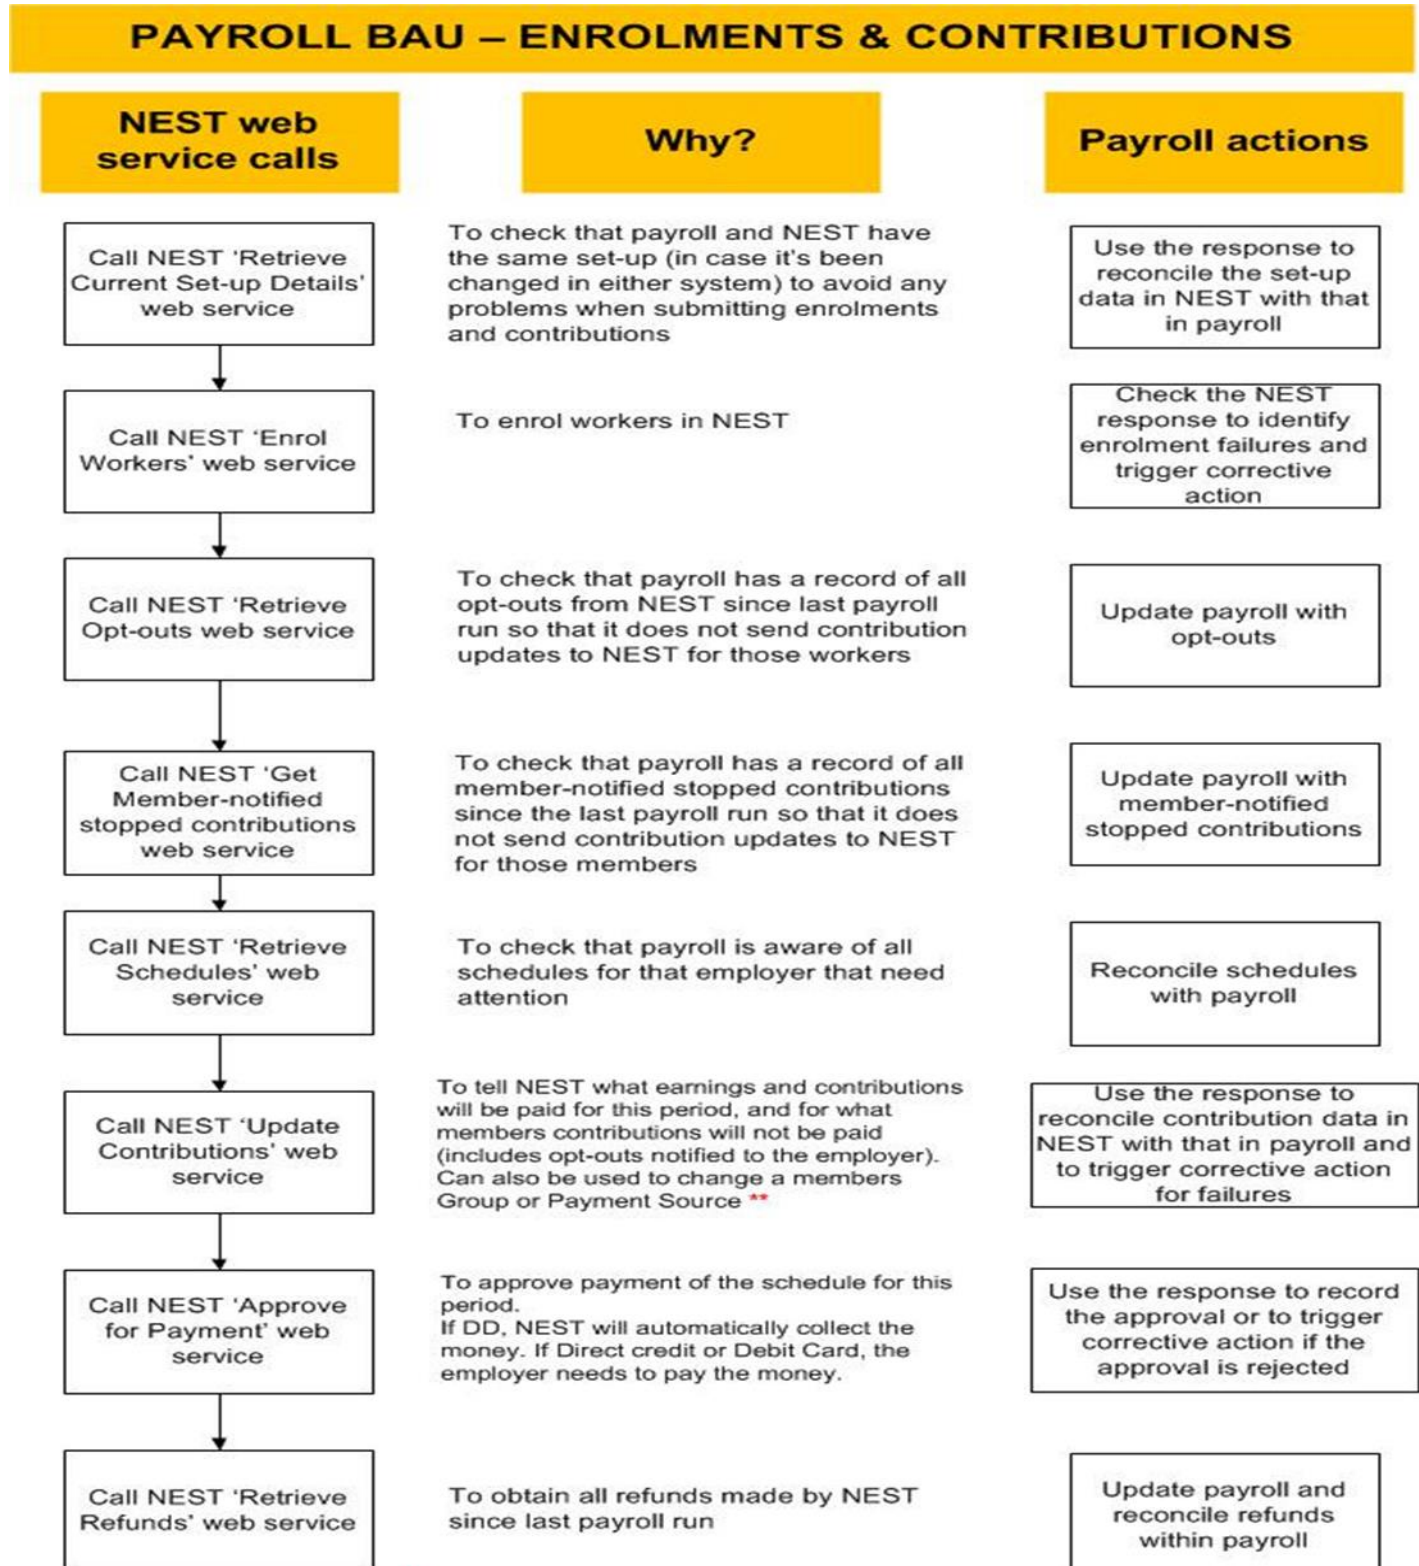 PAYROLL BAU – ENROLMENTS & CONTRIBUTIONS
NEST web
service calls
Why?
Payroll actions
Call NEST ‘Retrieve
Current Set-up Details’
web service
To check that payroll and NEST have
the same set-up (in case it's been
changed in either system) to avoid any
problems when submitting enrolments
and contributions
Use the response to
reconcile the set-up
data in NEST with that
in payroll
Call NEST ‘Enrol
Workers’ web service
To enrol workers in NEST
Check the NEST
response to identify
enrolment failures and
trigger corrective
action
Call NEST ‘Retrieve
Opt-outs web service
To check that payroll has a record of all
opt-outs from NEST since last payroll
run so that it does not send contribution
updates to NEST for those workers
Update payroll with
opt-outs
Call NEST ‘Get
Member-notified
stopped contributions
web service
To check that payroll has a record of all
member-notified stopped contributions
since the last payroll run so that it does
not send contribution updates to NEST
for those members
Update payroll with
member-notified
stopped contributions
Call NEST ‘Retrieve
Schedules’ web
service
To check that payroll is aware of all
schedules for that employer that need
attention
Reconcile schedules
with payroll
Call NEST ‘Update
Contributions’ web
service
To tell NEST what earnings and contributions
will be paid for this period, and for what
members contributions will not be paid
(includes opt-outs notified to the employer).
Can also be used to change a members
Group or Payment Source **
Use the response to
reconcile contribution data in
NEST with that in payroll and
to trigger corrective action
for failures
Call NEST ‘Approve
for Payment’ web
service
To approve payment of the schedule for this
period.
If DD, NEST will automatically collect the
money. If Direct credit or Debit Card, the
employer needs to pay the money.
Use the response to record
the approval or to trigger
corrective action if the
approval is rejected
Call NEST ‘Retrieve
Refunds’ web service
To obtain all refunds made by NEST
since last payroll run
Update payroll and
reconcile refunds
within payroll